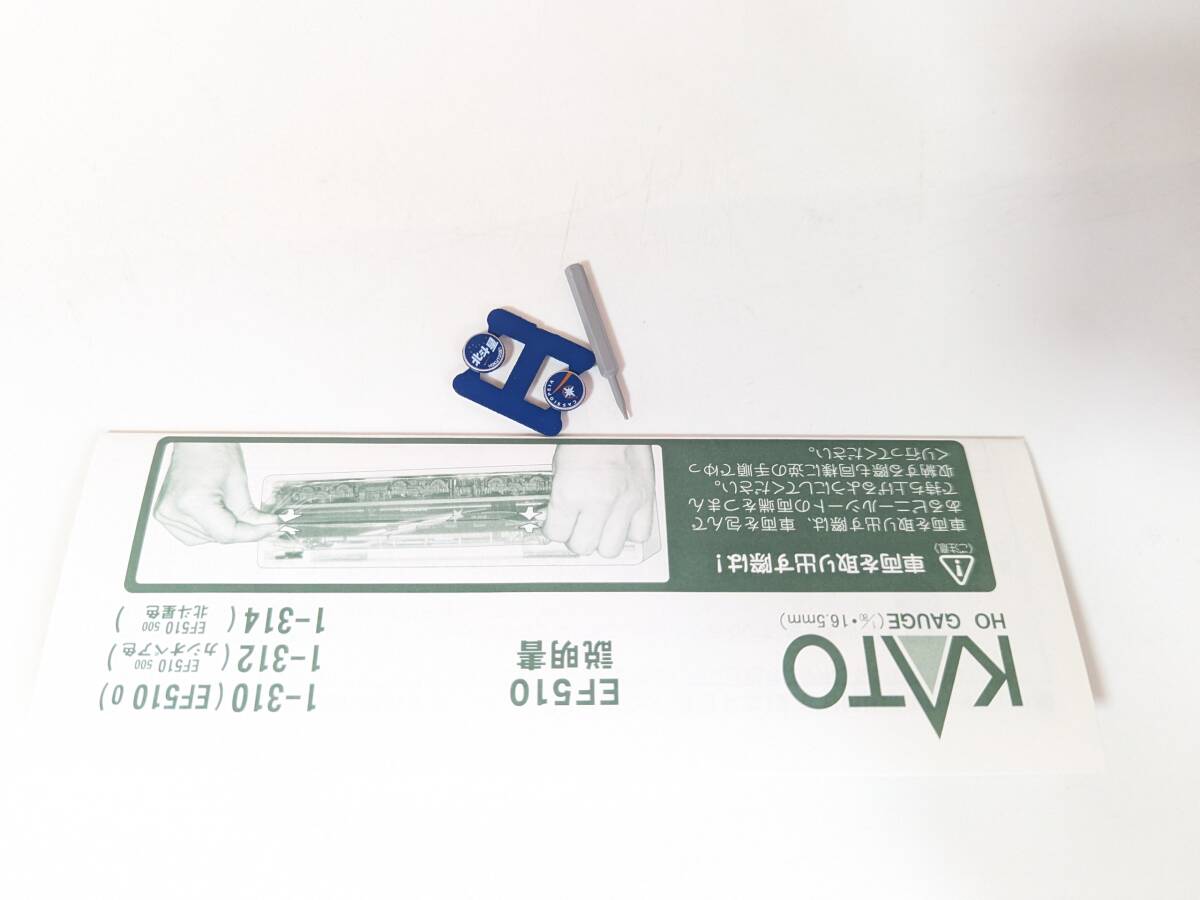 KATO
HO GAUGE(1/80・16.5mm)
EF510
説明書
1-310(EF510 0)
1-312(EF510 500 カシオペア色)
1-314(EF510 500 北斗星色)
(ご注意)
車両を取り出す際は!
車両を取り出す際は、車両を包んで
あるビニールシートの両端をつまん
で持ち上げるようにしてください。
収納する際も同様に逆の手順でゆっ
くり行ってください。
北斗星
CASSIOPEIA